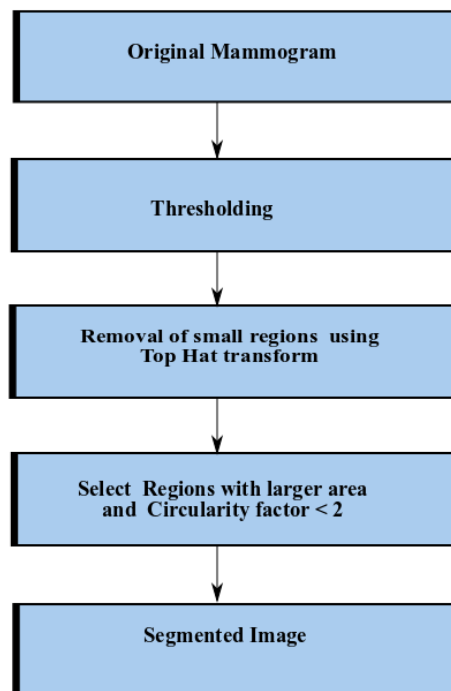 Original Mammogram
Thresholding
Removal of small regions using
Top Hat transform
Select Regions with larger area
and Circularity factor < 2
Segmented Image